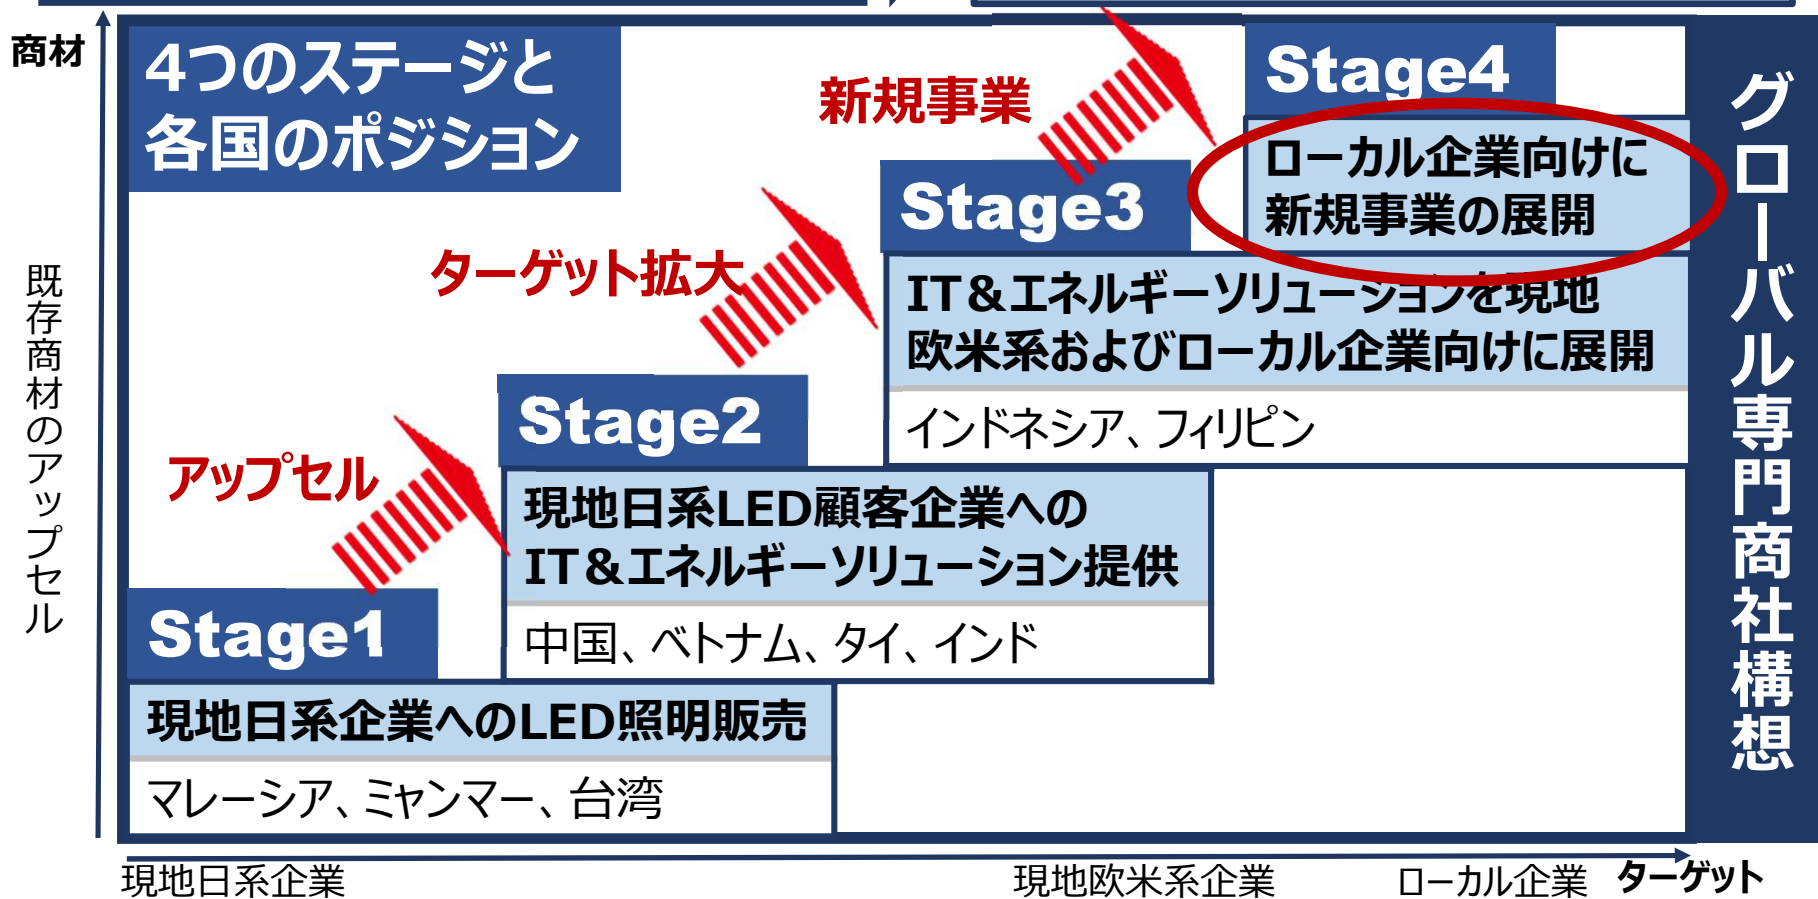 商材
4つのステージと
各国のポジション
新規事業
Stage4
ローカル企業向けに
新規事業の展開
Stage3
ターゲット拡大
IT&エネルギーソリューションを現地
欧米系およびローカル企業向けに展開
インドネシア、フィリピン
Stage2
アップセル
現地日系LED顧客企業への
IT&エネルギーソリューション提供
中国、ベトナム、タイ、インド
Stage1
現地日系企業へのLED照明販売
マレーシア、ミャンマー、台湾
既存商材のアップセル
グローバル専門商社構想
現地日系企業
現地欧米系企業
ローカル企業
ターゲット